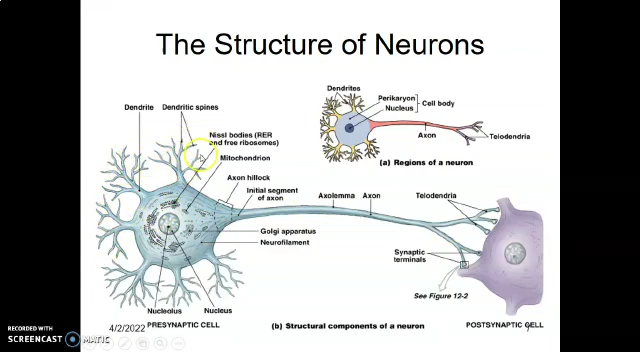 The Structure of Neurons
Dendrites
Perikaryon
Nucleus
Cell body
Axon
Telodendria
(a) Regions of a neuron
Dendrite
Dendritic spines
Nissl bodies (RER
and free ribosomes)
Mitochondrion
Axon hillock
Initial segment
of axon
Axolemma
Axon
Telodendria
Golgi apparatus
Neurofilament
Synaptic
terminals
See Figure 12-2
Nucleolus
Nucleus
4/2/2022
PRESYNAPTIC CELL
(b) Structural components of a neuron
POSTSYNAPTIC CELL
RECORDED WITH
SCREENCAST MATIC